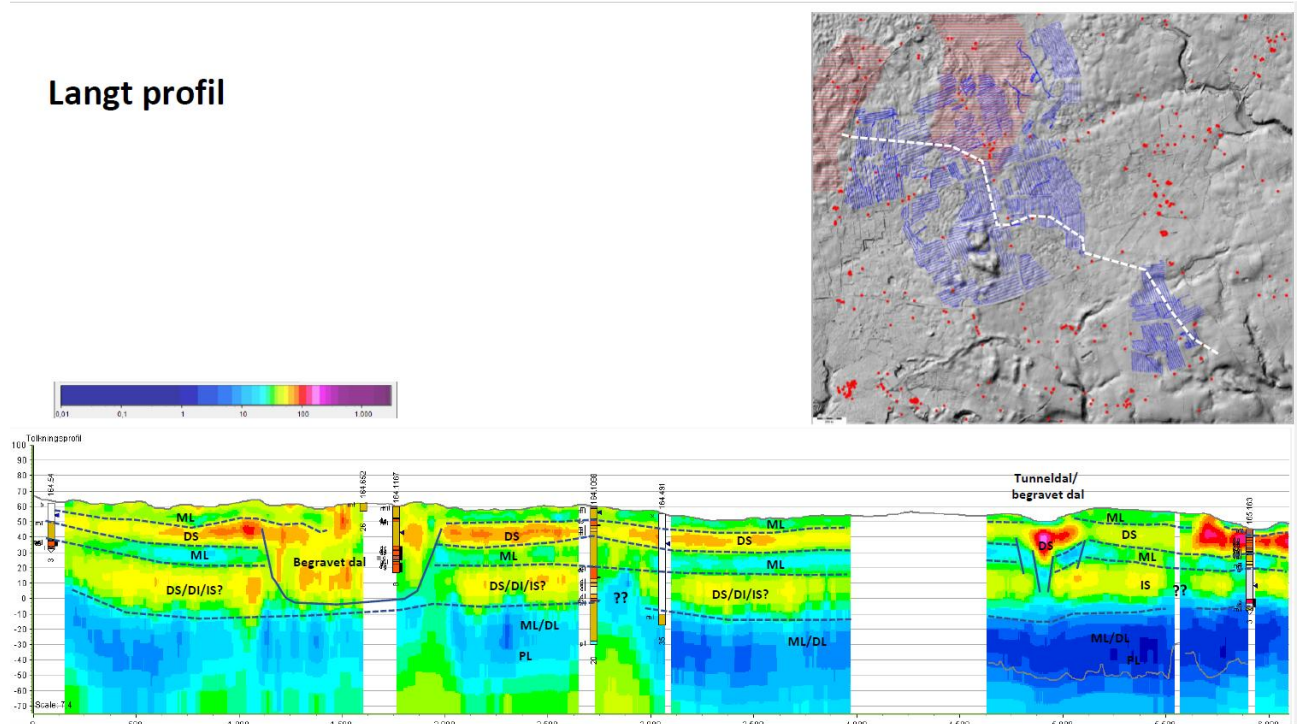 Langt profil
0,01 0,1 1 10 100 1.000
Tolkningsprofil
100
90
80
70
60
50
40
30
20
10
0
-10
-20
-30
-40
-50
-60
-70
164.54
164.652
164.1167
164.1098
164.491
165.163
Tunneldal/
begravet dal
ML
DS
ML
DS/DI/IS?
Begravet dal
ML
DS
ML
DS/DI/IS?
ML/DL
PL
??
ML
DS
ML
DS/DI/IS?
ML/DL
DS
ML
DS
ML
IS
??
ML/DL
PL
Scale: 7.4